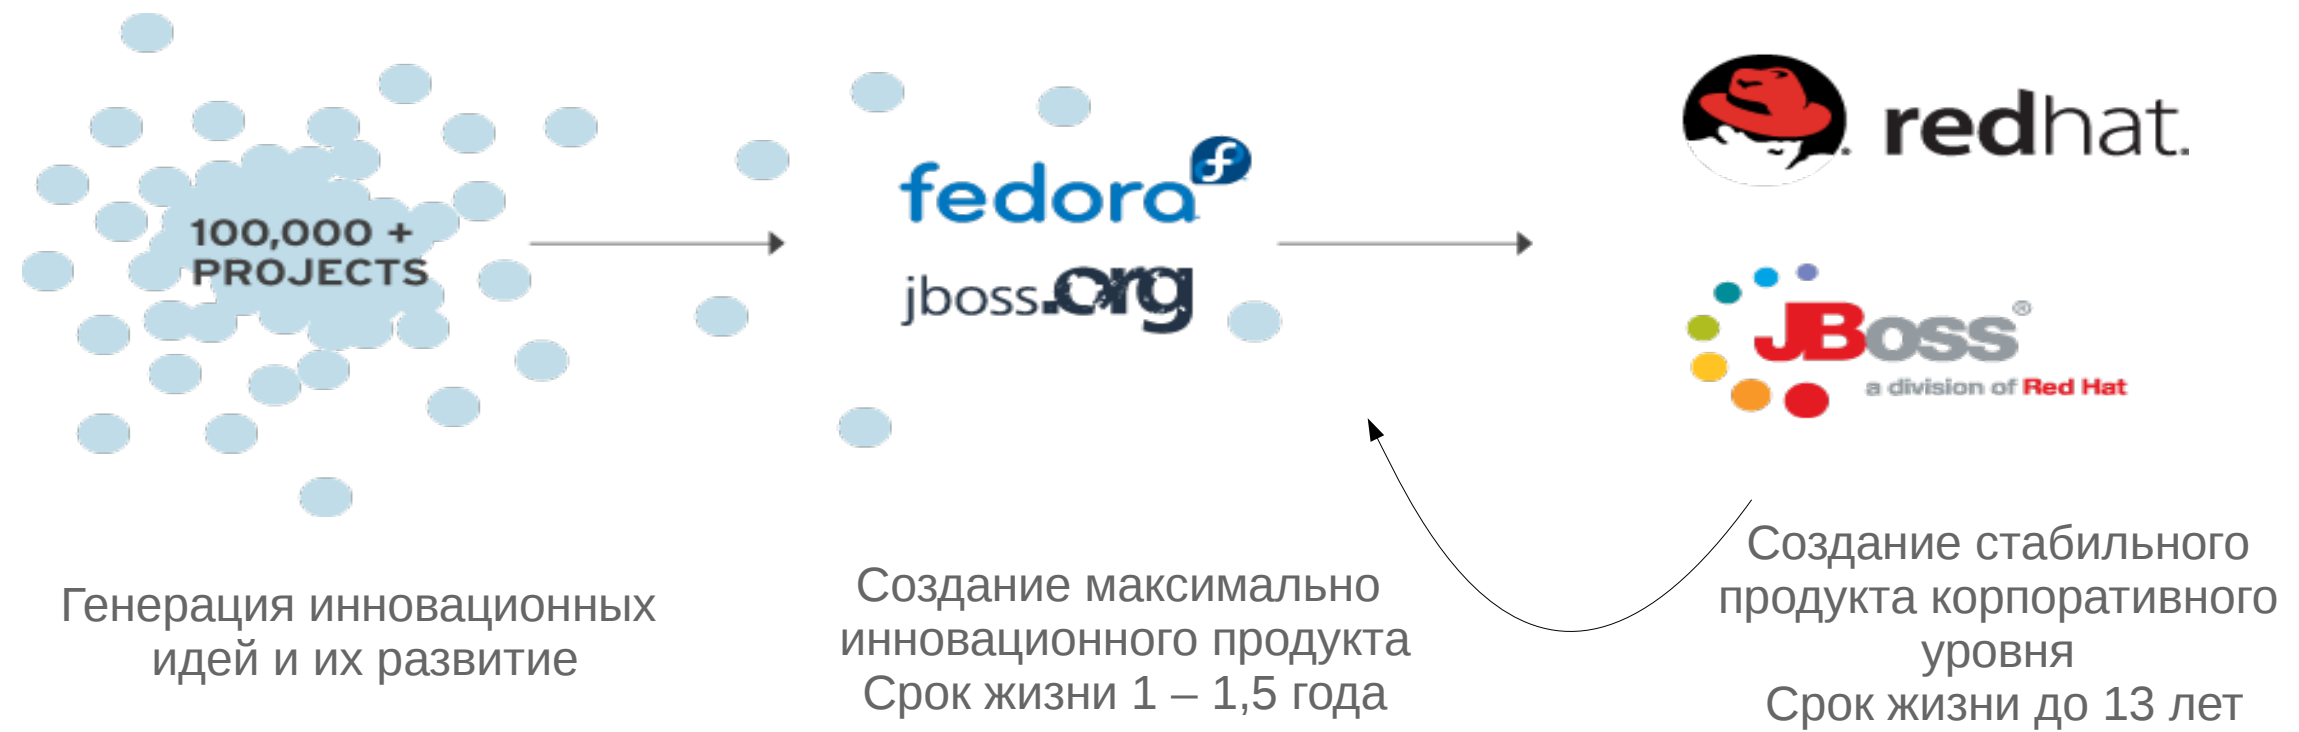 100,000 +
PROJECTS
Генерация инновационных
идей и их развитие
fedora
jboss.org
Создание максимально
инновационного продукта
Срок жизни 1 – 1,5 года
redhat.
JBoss®
a division of Red Hat
Создание стабильного
продукта корпоративного
уровня
Срок жизни до 13 лет